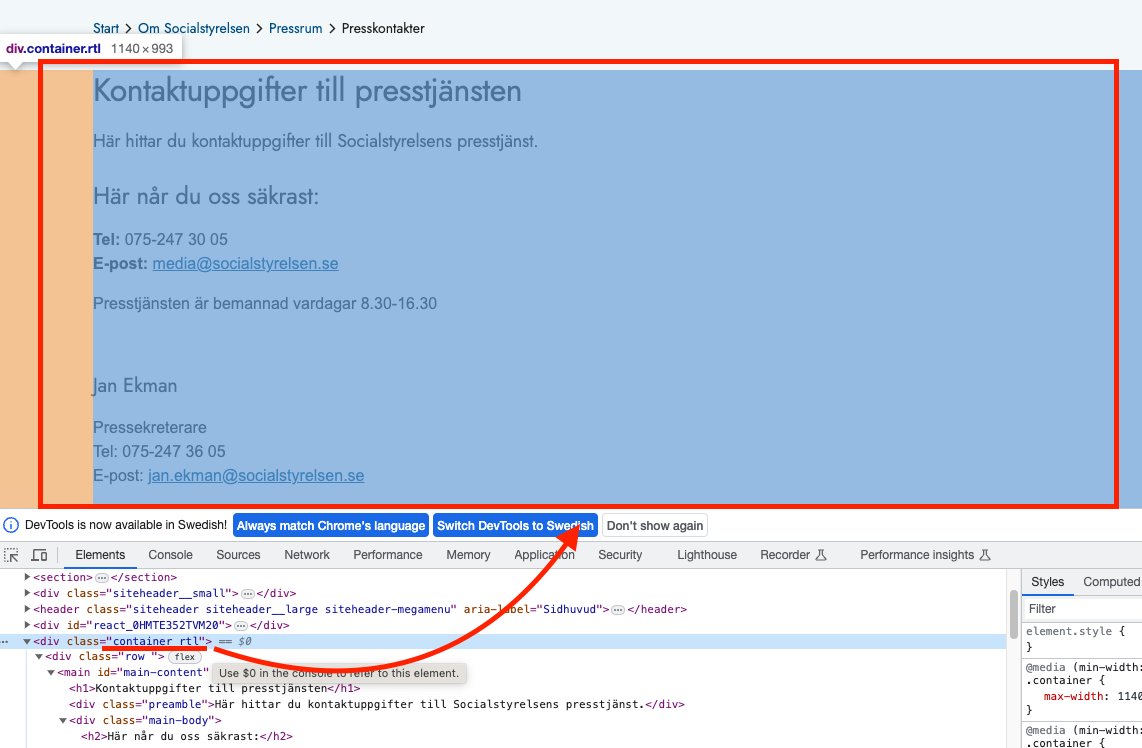 Start > Om Socialstyrelsen > Pressrum > Presskontakter
div.container.rtl 1140 × 993
Kontaktuppgifter till presstjänsten
Här hittar du kontaktuppgifter till Socialstyrelsens presstjänst.
Här når du oss säkrast:
Tel: 075-247 30 05
E-post: media@socialstyrelsen.se
Presstjänsten är bemannad vardagar 8.30-16.30
Jan Ekman
Pressekreterare
Tel: 075-247 36 05
E-post: jan.ekman@socialstyrelsen.se
DevTools is now available in Swedish! Always match Chrome's language Switch DevTools to Swedish Don't show again
Elements Console Sources Network Performance Memory Application Security Lighthouse Recorder Performance insights
<section> … </section>
<div class="siteheader__small"> … </div>
<header class="siteheader siteheader__large siteheader-megamenu" aria-label="Sidhuvud"> … </header>
<div id="react_0HMTE352TVM20"> … </div>
<div class="container rtl"> == $0
<div class="row "> flex
<main id="main-content"
Use $0 in the console to refer to this element.
<h1>Kontaktuppgifter till presstjänsten</h1>
<div class="preamble">Här hittar du kontaktuppgifter till Socialstyrelsens presstjänst.</div>
<div class="main-body">
<h2>Här når du oss säkrast:</h2>
Styles Computed
Filter
element.style {
}
@media (min-width:
.container {
max-width: 1140
}
@media (min-width:
.container {